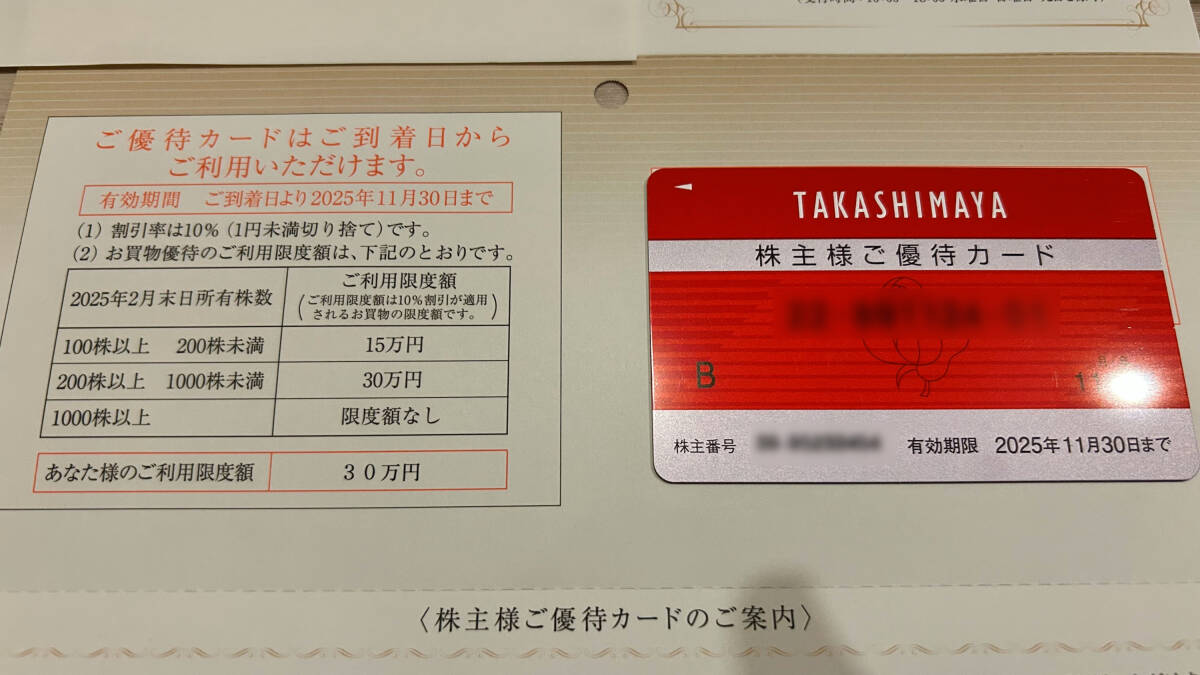 ご優待カードはご到着日から
ご利用いただけます。
有効期間 ご到着日より2025年11月30日まで
(1) 割引率は10%(1円未満切り捨て)です。
(2) お買物優待のご利用限度額は、下記のとおりです。
2025年2月末日所有株数
ご利用限度額
(ご利用限度額は10%割引が適用
されるお買物の限度額です。)
100株以上 200株未満 15万円
200株以上 1000株未満 30万円
1000株以上 限度額なし
あなた様のご利用限度額 30万円
TAKASHIMAYA
株主様ご優待カード
B
株主番号
有効期限 2025年11月30日まで
〈株主様ご優待カードのご案内〉